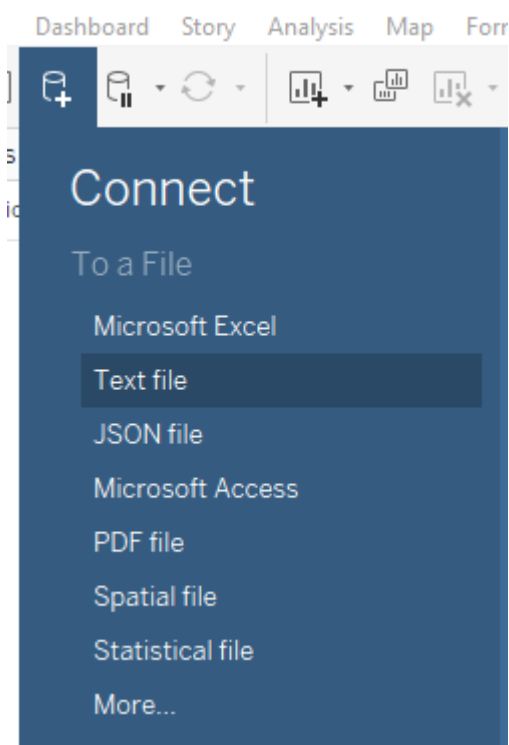 Dashboard Story Analysis Map
Connect
To a File
Microsoft Excel
Text file
JSON file
Microsoft Access
PDF file
Spatial file
Statistical file
More...